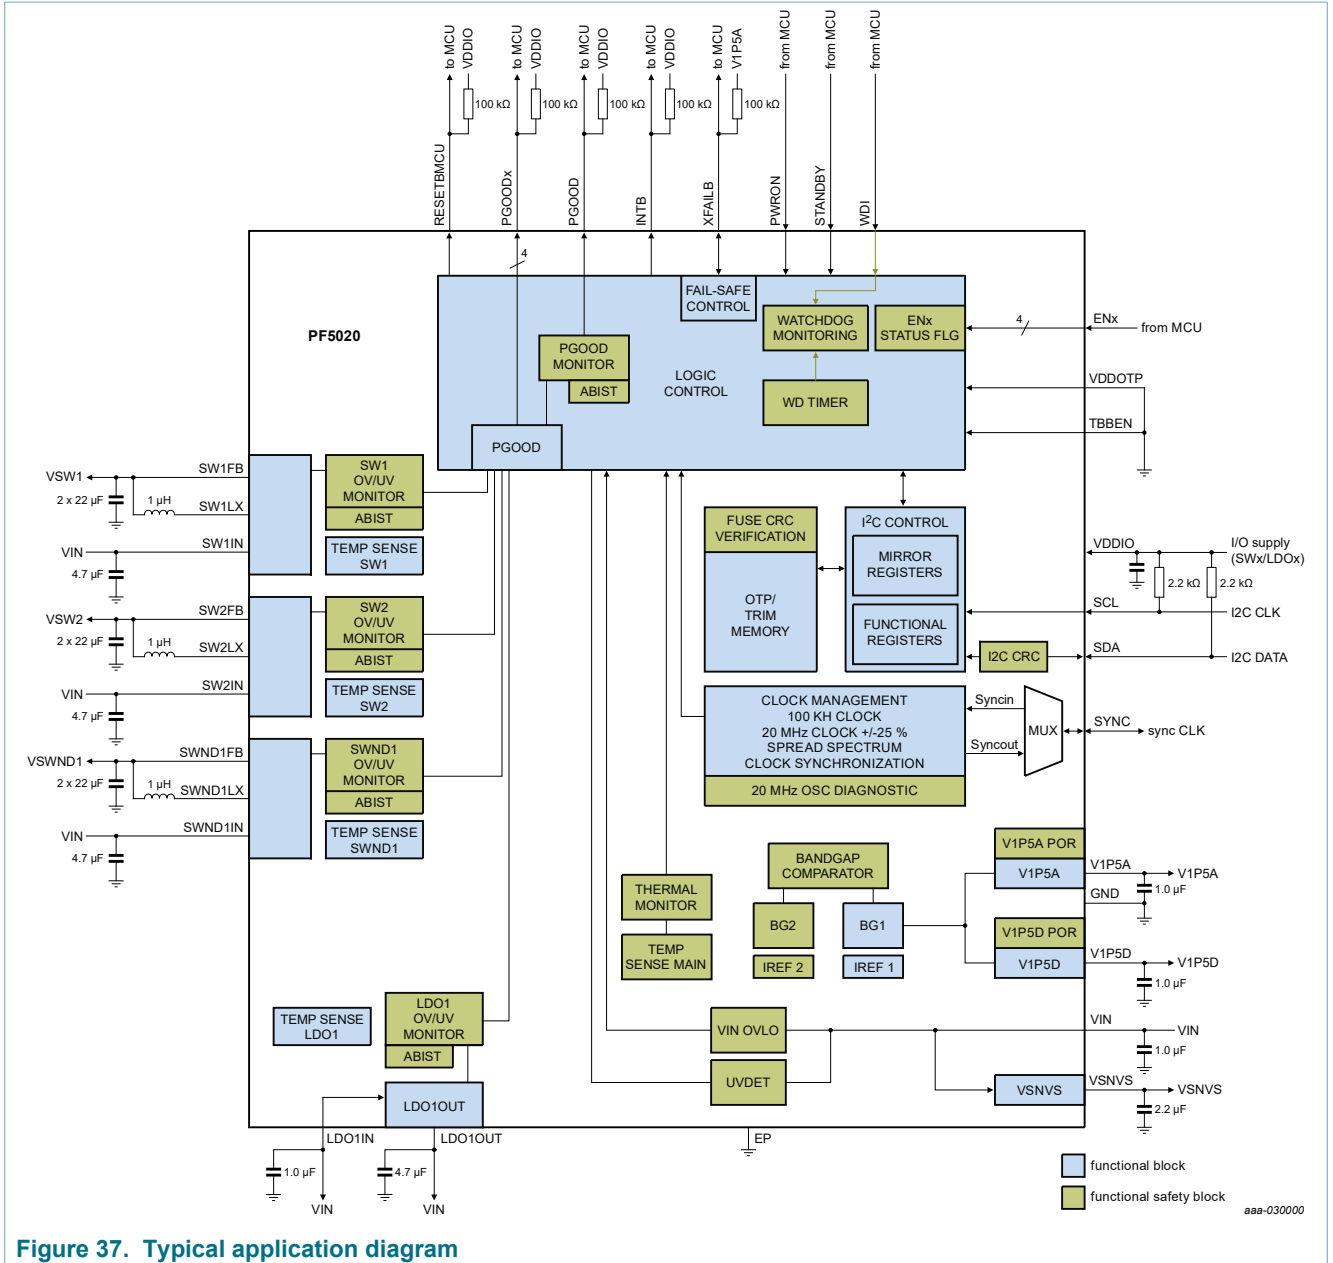 to MCU
VDDIO
to MCU
VDDIO
to MCU
VDDIO
to MCU
VDDIO
to MCU
V1P5A
from MCU
from MCU
from MCU
100 kΩ
100 kΩ
100 kΩ
100 kΩ
100 kΩ
RESETBMCU
PGOODx
PGOOD
INTB
XFAILB
PWRON
STANDBY
WDI
4
PF5020
FAIL-SAFE
CONTROL
WATCHDOG
MONITORING
ENx
STATUS FLG
PGOOD
MONITOR
ABIST
LOGIC
CONTROL
WD TIMER
PGOOD
4
ENx
from MCU
VDDOTP
TBBEN
VSW1
SW1FB
2 x 22 µF
1 µH
SW1LX
VIN
SW1IN
4.7 µF
SW1
OV/UV
MONITOR
ABIST
TEMP SENSE
SW1
VSW2
SW2FB
2 x 22 µF
1 µH
SW2LX
VIN
SW2IN
4.7 µF
SW2
OV/UV
MONITOR
ABIST
TEMP SENSE
SW2
VSWND1
SWND1FB
2 x 22 µF
1 µH
SWND1LX
VIN
SWND1IN
4.7 µF
SWND1
OV/UV
MONITOR
ABIST
TEMP SENSE
SWND1
FUSE CRC
VERIFICATION
OTP/
TRIM
MEMORY
I2C CONTROL
MIRROR
REGISTERS
FUNCTIONAL
REGISTERS
I2C CRC
VDDIO
I/O supply
(SWx/LDOx)
2.2 kΩ
2.2 kΩ
SCL
I2C CLK
SDA
I2C DATA
CLOCK MANAGEMENT
100 KH CLOCK
20 MHz CLOCK +/-25 %
SPREAD SPECTRUM
CLOCK SYNCHRONIZATION
20 MHz OSC DIAGNOSTIC
Syncin
Syncout
MUX
SYNC
sync CLK
THERMAL
MONITOR
TEMP
SENSE MAIN
BANDGAP
COMPARATOR
BG2
BG1
IREF 2
IREF 1
V1P5A POR
V1P5A
V1P5A
V1P5A
1.0 µF
GND
V1P5D POR
V1P5D
V1P5D
V1P5D
1.0 µF
TEMP SENSE
LDO1
LDO1
OV/UV
MONITOR
ABIST
LDO1OUT
VIN OVLO
UVDET
VIN
VIN
1.0 µF
VSNVS
VSNVS
VSNVS
2.2 µF
LDO1IN
LDO1OUT
EP
1.0 µF
4.7 µF
VIN
VIN
functional block
functional safety block
aaa-030000
Figure 37. Typical application diagram